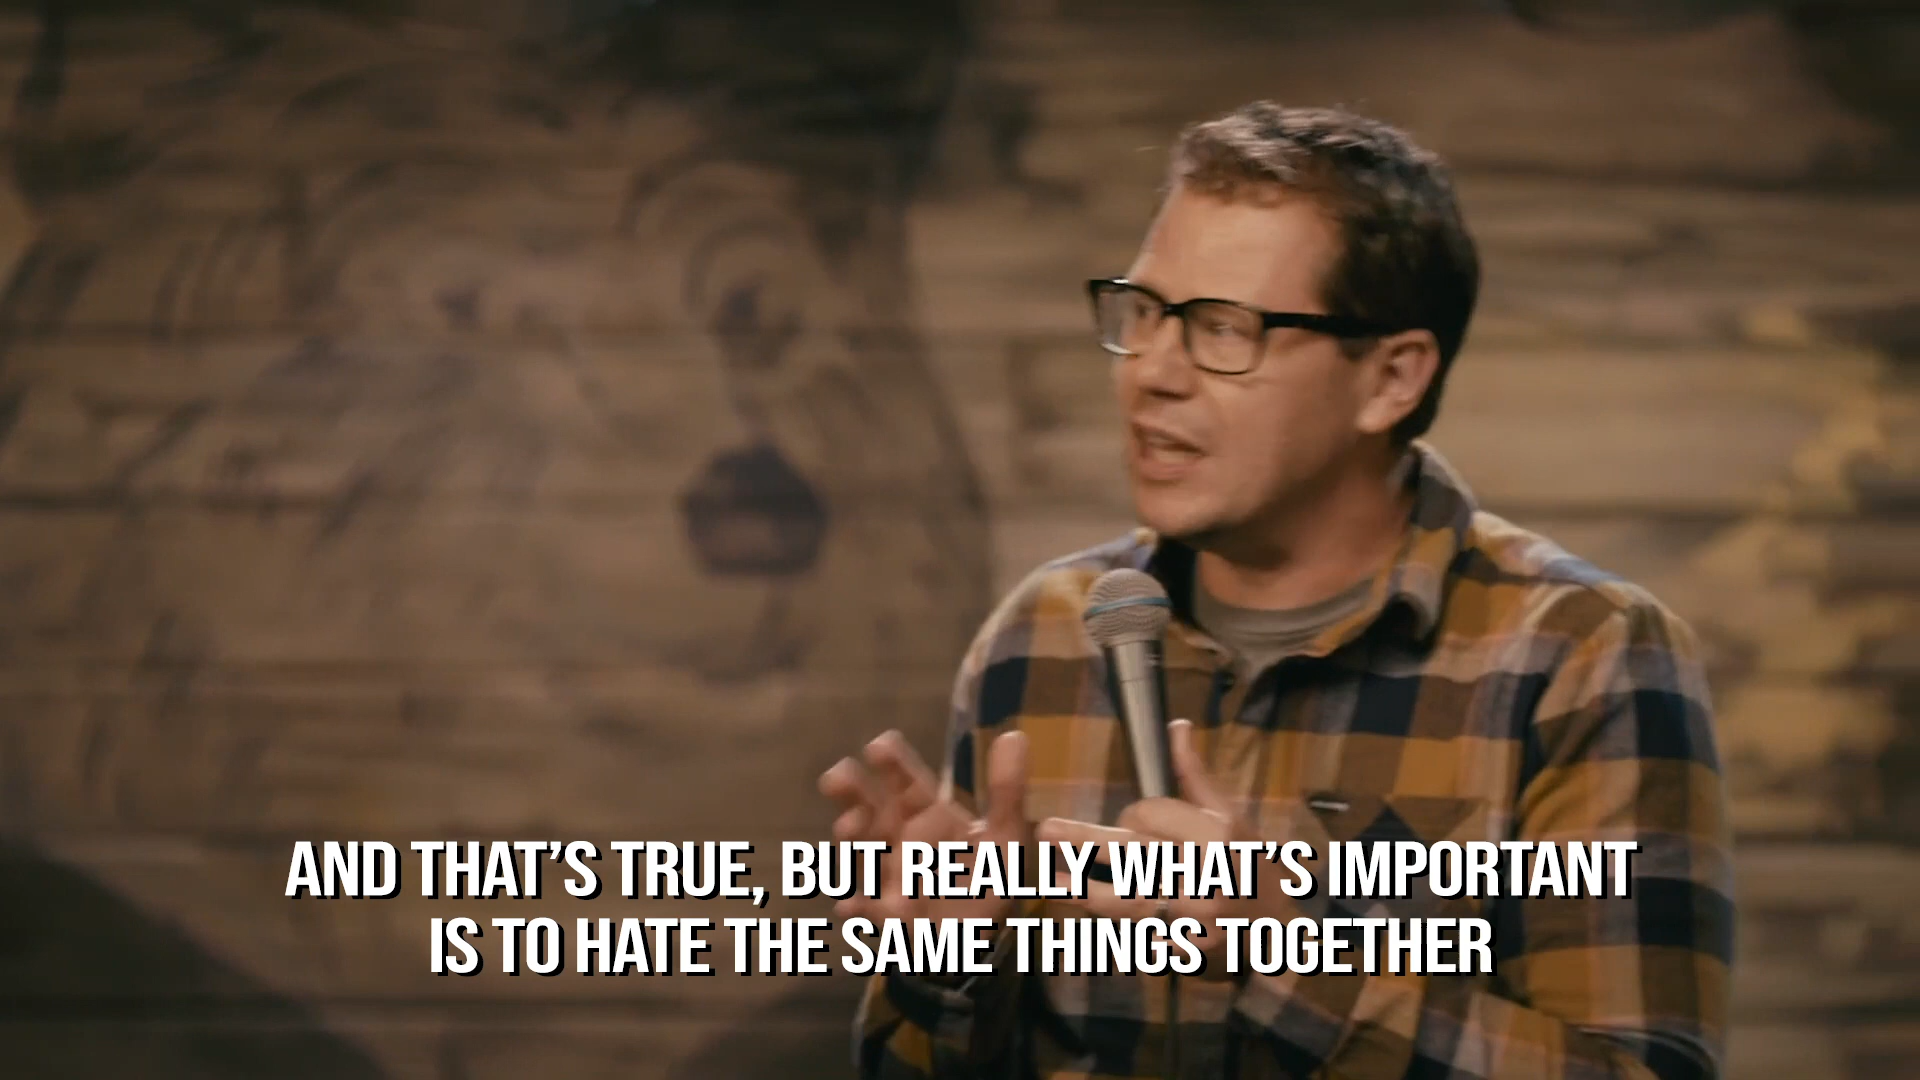 AND THAT'S TRUE, BUT REALLY WHAT'S IMPORTANT
IS TO HATE THE SAME THINGS TOGETHER